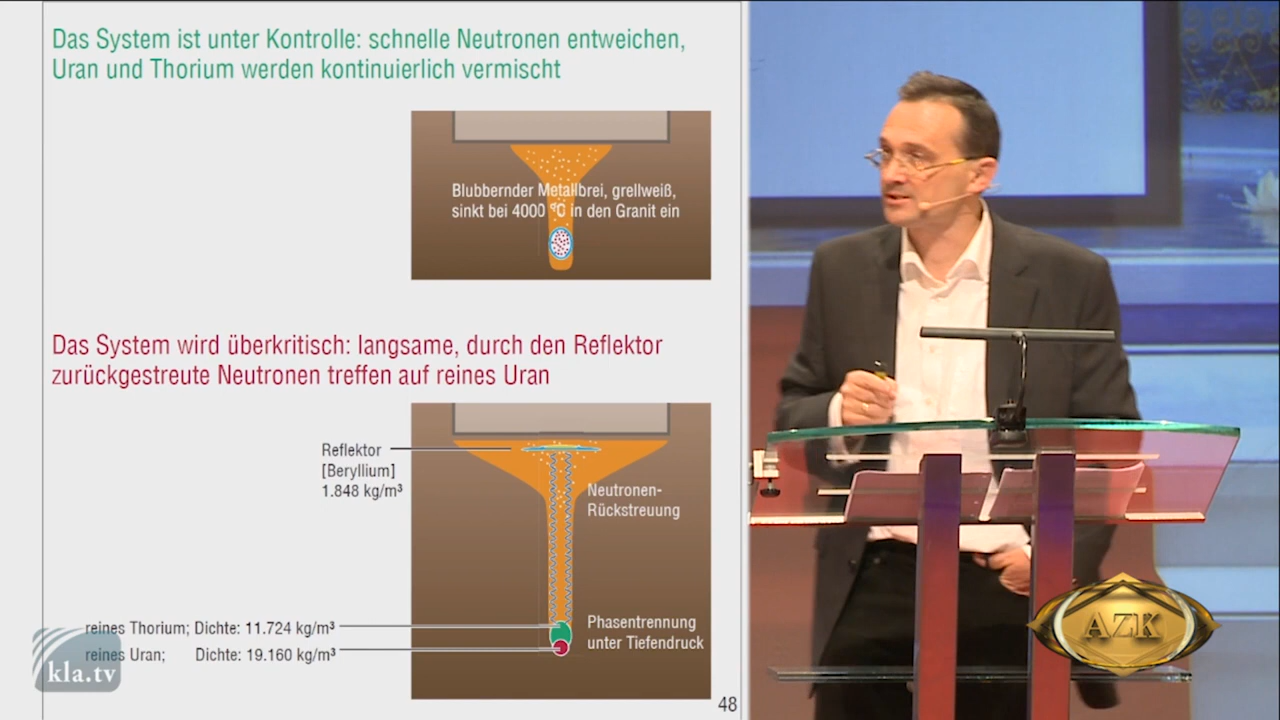 Das System ist unter Kontrolle: schnelle Neutronen entweichen,
Uran und Thorium werden kontinuierlich vermischt
Blubbernder Metallbrei, grellweiß,
sinkt bei 4000 °C in den Granit ein
Das System wird überkritisch: langsame, durch den Reflektor
zurückgestreute Neutronen treffen auf reines Uran
Reflektor
[Beryllium]
1.848 kg/m³
Neutronen-
Rückstreuung
Phasentrennung
unter Tiefendruck
reines Thorium; Dichte: 11.724 kg/m³
reines Uran; Dichte: 19.160 kg/m³
kla.tv
48
AZK